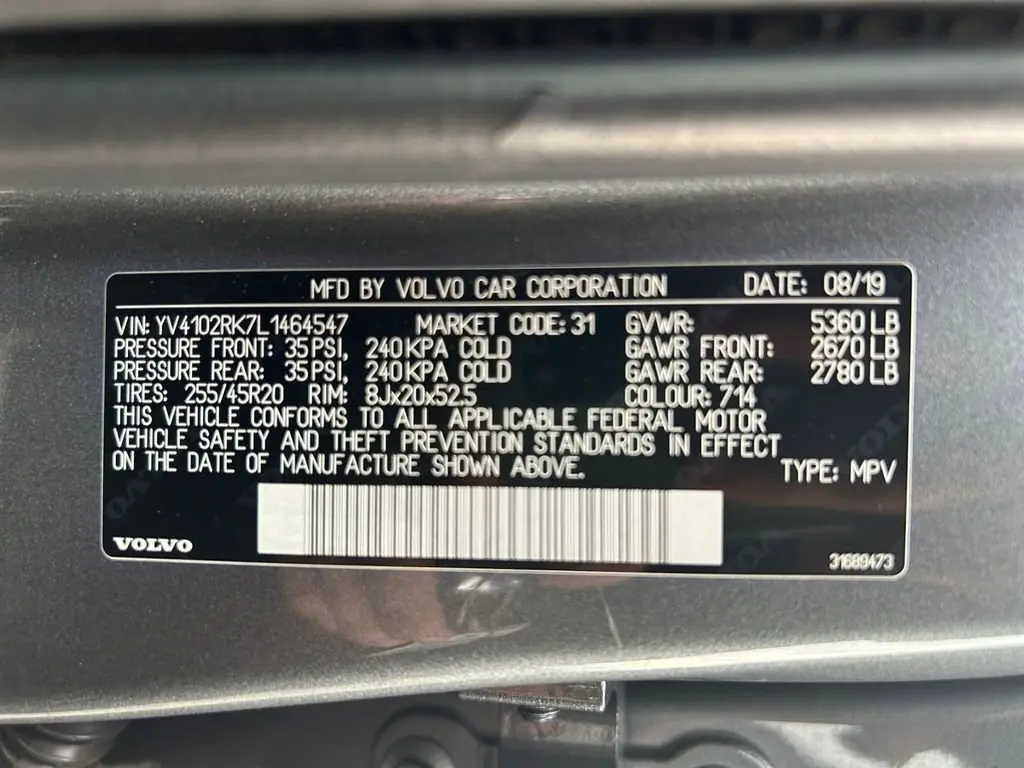 MFD BY VOLVO CAR CORPORATION DATE: 08/19
VIN: YV4102RK7L1464547 MARKET CODE: 31 GVWR: 5360 LB
PRESSURE FRONT: 35 PSI, 240 KPA COLD GAWR FRONT: 2670 LB
PRESSURE REAR: 35 PSI, 240 KPA COLD GAWR REAR: 2780 LB
TIRES: 255/45R20 RIM: 8Jx20x52.5 COLOUR: 714
THIS VEHICLE CONFORMS TO ALL APPLICABLE FEDERAL MOTOR
VEHICLE SAFETY AND THEFT PREVENTION STANDARDS IN EFFECT
ON THE DATE OF MANUFACTURE SHOWN ABOVE. TYPE: MPV
VOLVO
31689473